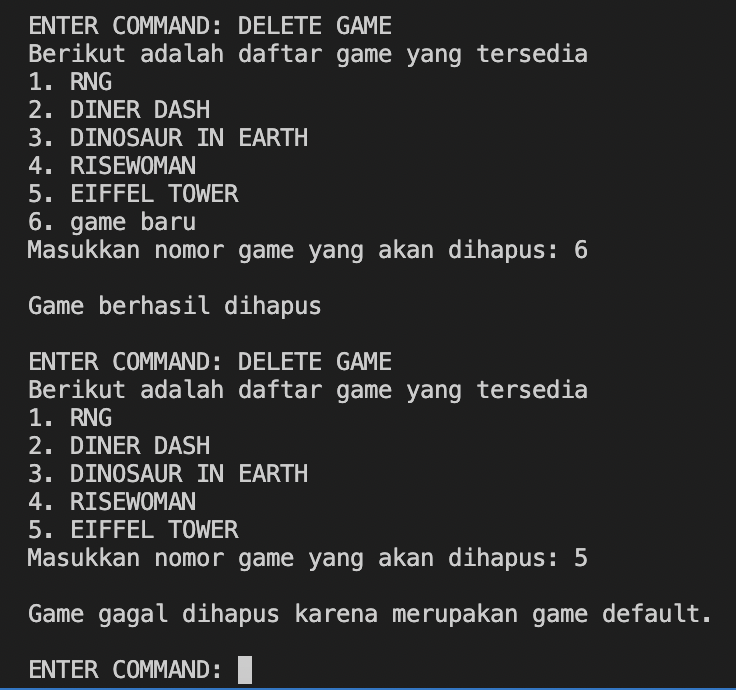 ENTER COMMAND: DELETE GAME
Berikut adalah daftar game yang tersedia
1. RNG
2. DINER DASH
3. DINOSAUR IN EARTH
4. RISEWOMAN
5. EIFFEL TOWER
6. game baru
Masukkan nomor game yang akan dihapus: 6
Game berhasil dihapus
ENTER COMMAND: DELETE GAME
Berikut adalah daftar game yang tersedia
1. RNG
2. DINER DASH
3. DINOSAUR IN EARTH
4. RISEWOMAN
5. EIFFEL TOWER
Masukkan nomor game yang akan dihapus: 5
Game gagal dihapus karena merupakan game default.
ENTER COMMAND: